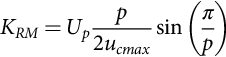 K_{RM} = U_p \frac{p}{2u_{cmax}} \sin\left(\frac{\pi}{p}\right)